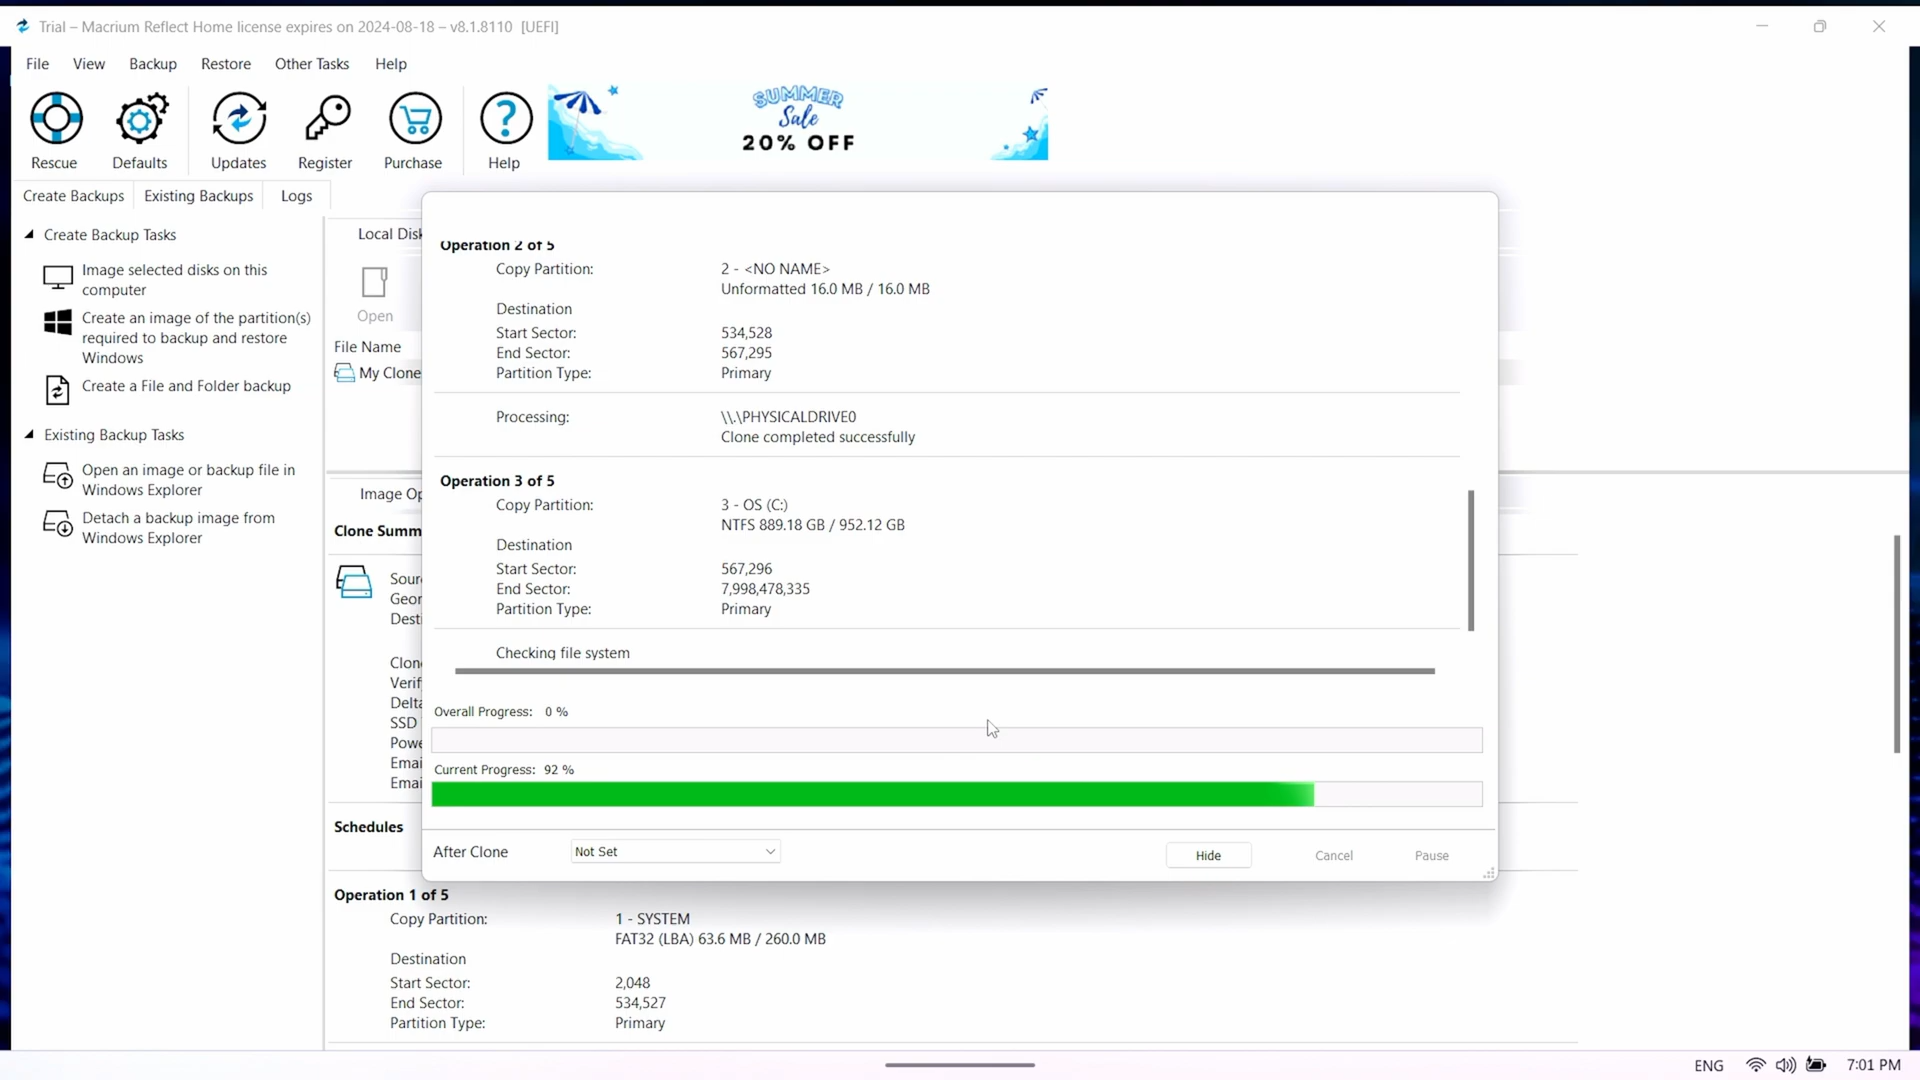 Trial – Macrium Reflect Home license expires on 2024-08-18 – v8.1.8110 [UEFI]
File View Backup Restore Other Tasks Help
SUMMER
Sale
20% OFF
Rescue Defaults Updates Register Purchase Help
Create Backups Existing Backups Logs
Create Backup Tasks
Image selected disks on this
computer
Create an image of the partition(s)
required to backup and restore
Windows
Create a File and Folder backup
Existing Backup Tasks
Open an image or backup file in
Windows Explorer
Detach a backup image from
Windows Explorer
Local Disk
Open
File Name
My Clone
Image Op
Clone Summ
Sour
Geor
Desti
Clon
Verif
Delta
SSD
Powe
Emai
Emai
Schedules
Operation 2 of 5
Copy Partition: 2 - <NO NAME>
Unformatted 16.0 MB / 16.0 MB
Destination
Start Sector: 534,528
End Sector: 567,295
Partition Type: Primary
Processing: \\.\PHYSICALDRIVE0
Clone completed successfully
Operation 3 of 5
Copy Partition: 3 - OS (C:)
NTFS 889.18 GB / 952.12 GB
Destination
Start Sector: 567,296
End Sector: 7,998,478,335
Partition Type: Primary
Checking file system
Overall Progress: 0 %
Current Progress: 92 %
After Clone Not Set Hide Cancel Pause
Operation 1 of 5
Copy Partition: 1 - SYSTEM
FAT32 (LBA) 63.6 MB / 260.0 MB
Destination
Start Sector: 2,048
End Sector: 534,527
Partition Type: Primary
ENG 7:01 PM